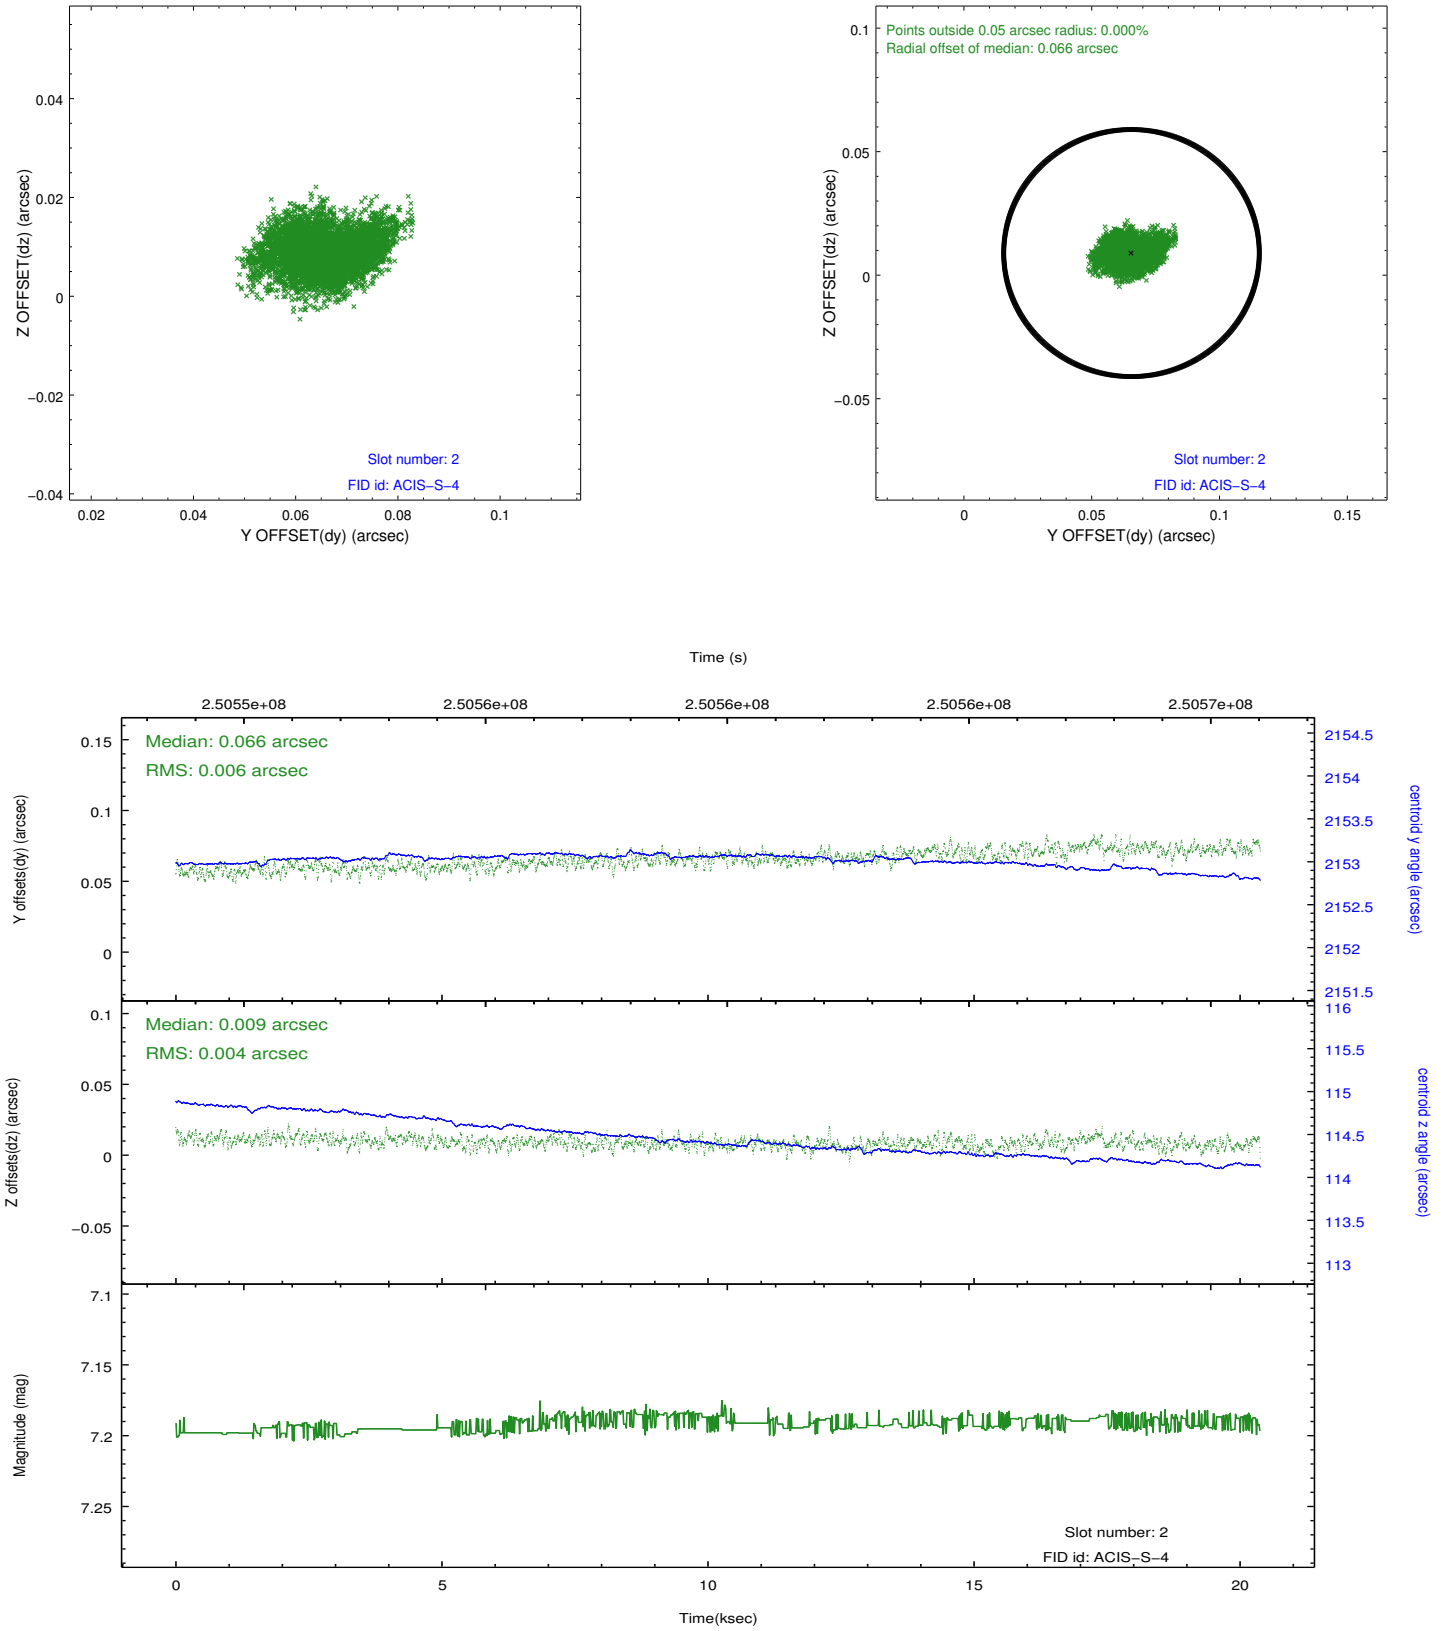 0.04
0.02
0
−0.02
−0.04
Z OFFSET(dz) (arcsec)
Slot number: 2
FID id: ACIS−S−4
0.02 0.04 0.06 0.08 0.1
Y OFFSET(dy) (arcsec)
Points outside 0.05 arcsec radius: 0.000%
Radial offset of median: 0.066 arcsec
0.1
0.05
0
−0.05
Z OFFSET(dz) (arcsec)
Slot number: 2
FID id: ACIS−S−4
0 0.05 0.1 0.15
Y OFFSET(dy) (arcsec)
Time (s)
2.5055e+08 2.5056e+08 2.5056e+08 2.5056e+08 2.5057e+08
Median: 0.066 arcsec
RMS: 0.006 arcsec
0.15
0.1
0.05
0
Y offsets(dy) (arcsec)
2154.5
2154
2153.5
2153
2152.5
2152
2151.5
centroid y angle (arcsec)
Median: 0.009 arcsec
RMS: 0.004 arcsec
0.1
0.05
0
−0.05
Z offsets(dz) (arcsec)
116
115.5
115
114.5
114
113.5
113
centroid z angle (arcsec)
7.1
7.15
7.2
7.25
Magnitude (mag)
Slot number: 2
FID id: ACIS−S−4
0 5 10 15 20
Time(ksec)